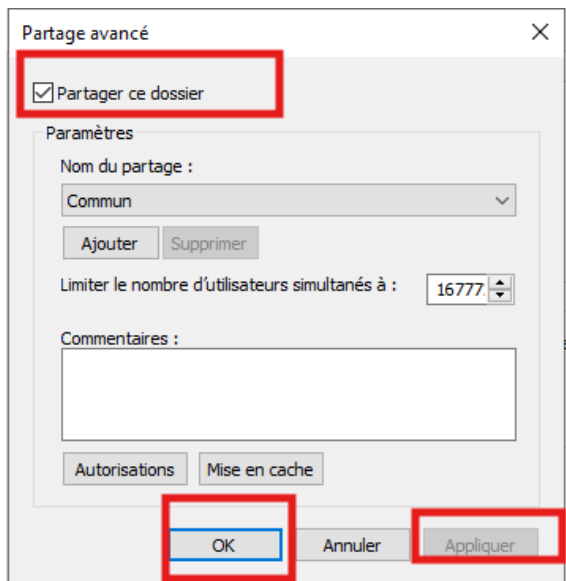 Partage avancé
Partager ce dossier
Paramètres
Nom du partage :
Commun
Ajouter Supprimer
Limiter le nombre d'utilisateurs simultanés à : 16777
Commentaires :
Autorisations Mise en cache
OK Annuler Appliquer